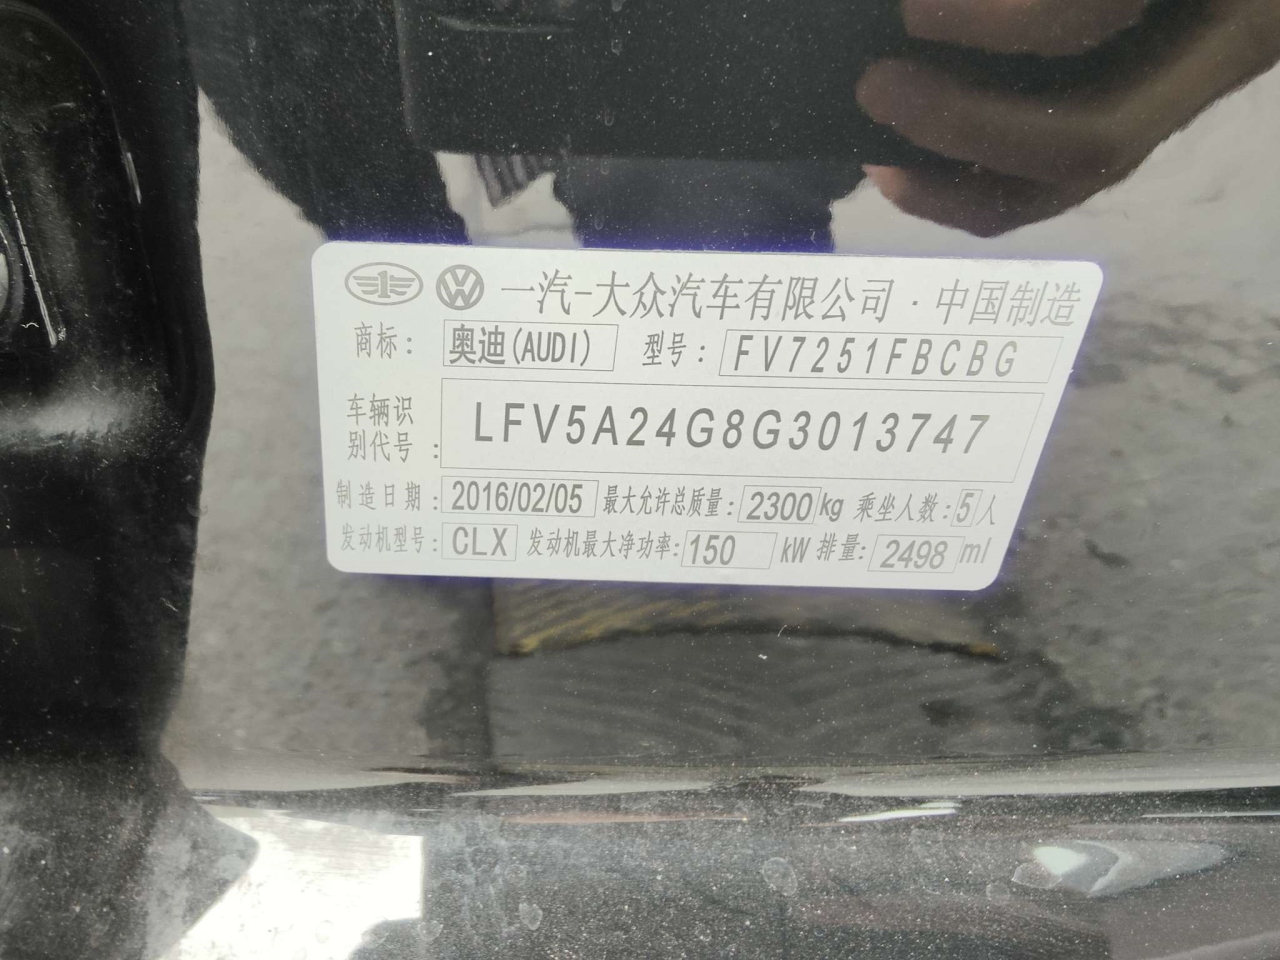 一汽-大众汽车有限公司·中国制造
商标: 奥迪(AUDI) 型号: FV7251FBCBG
车辆识别代号: LFV5A24G8G3013747
制造日期: 2016/02/05 最大允许总质量: 2300kg 乘坐人数: 5人
发动机型号: CLX 发动机最大净功率: 150 kW 排量: 2498 ml